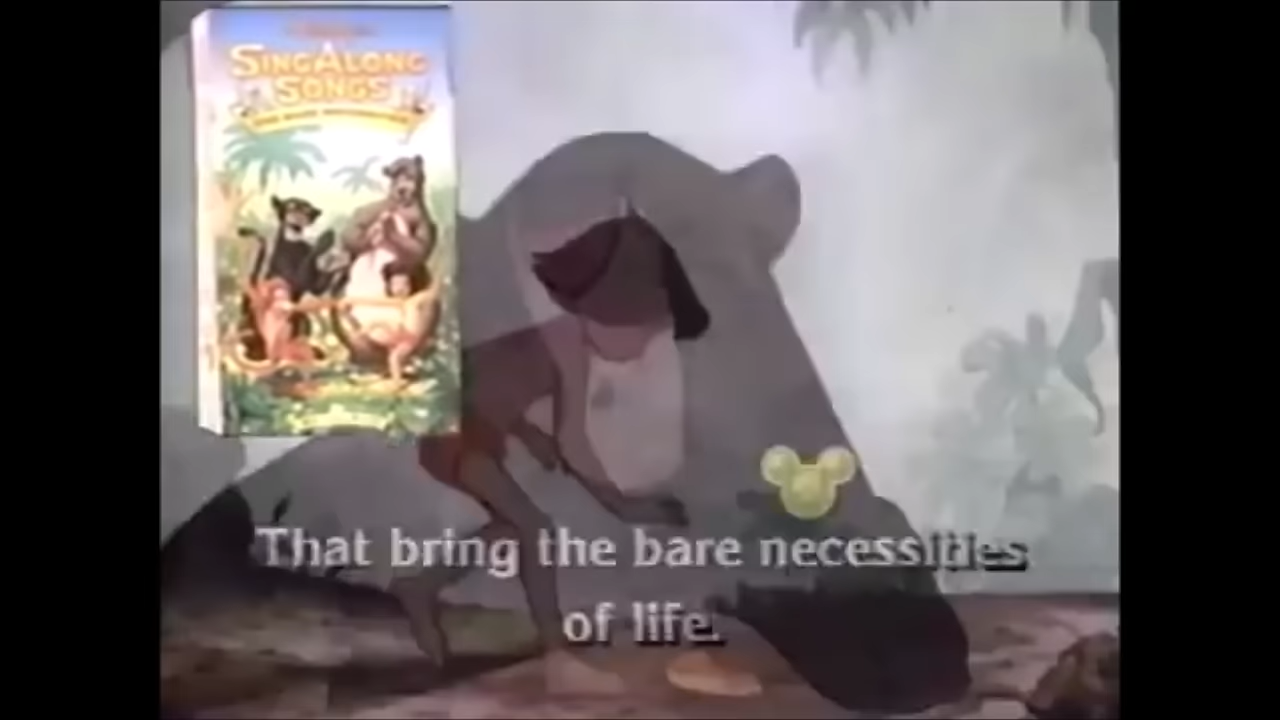 SING ALONG
SONGS
That bring the bare necessities
of life.